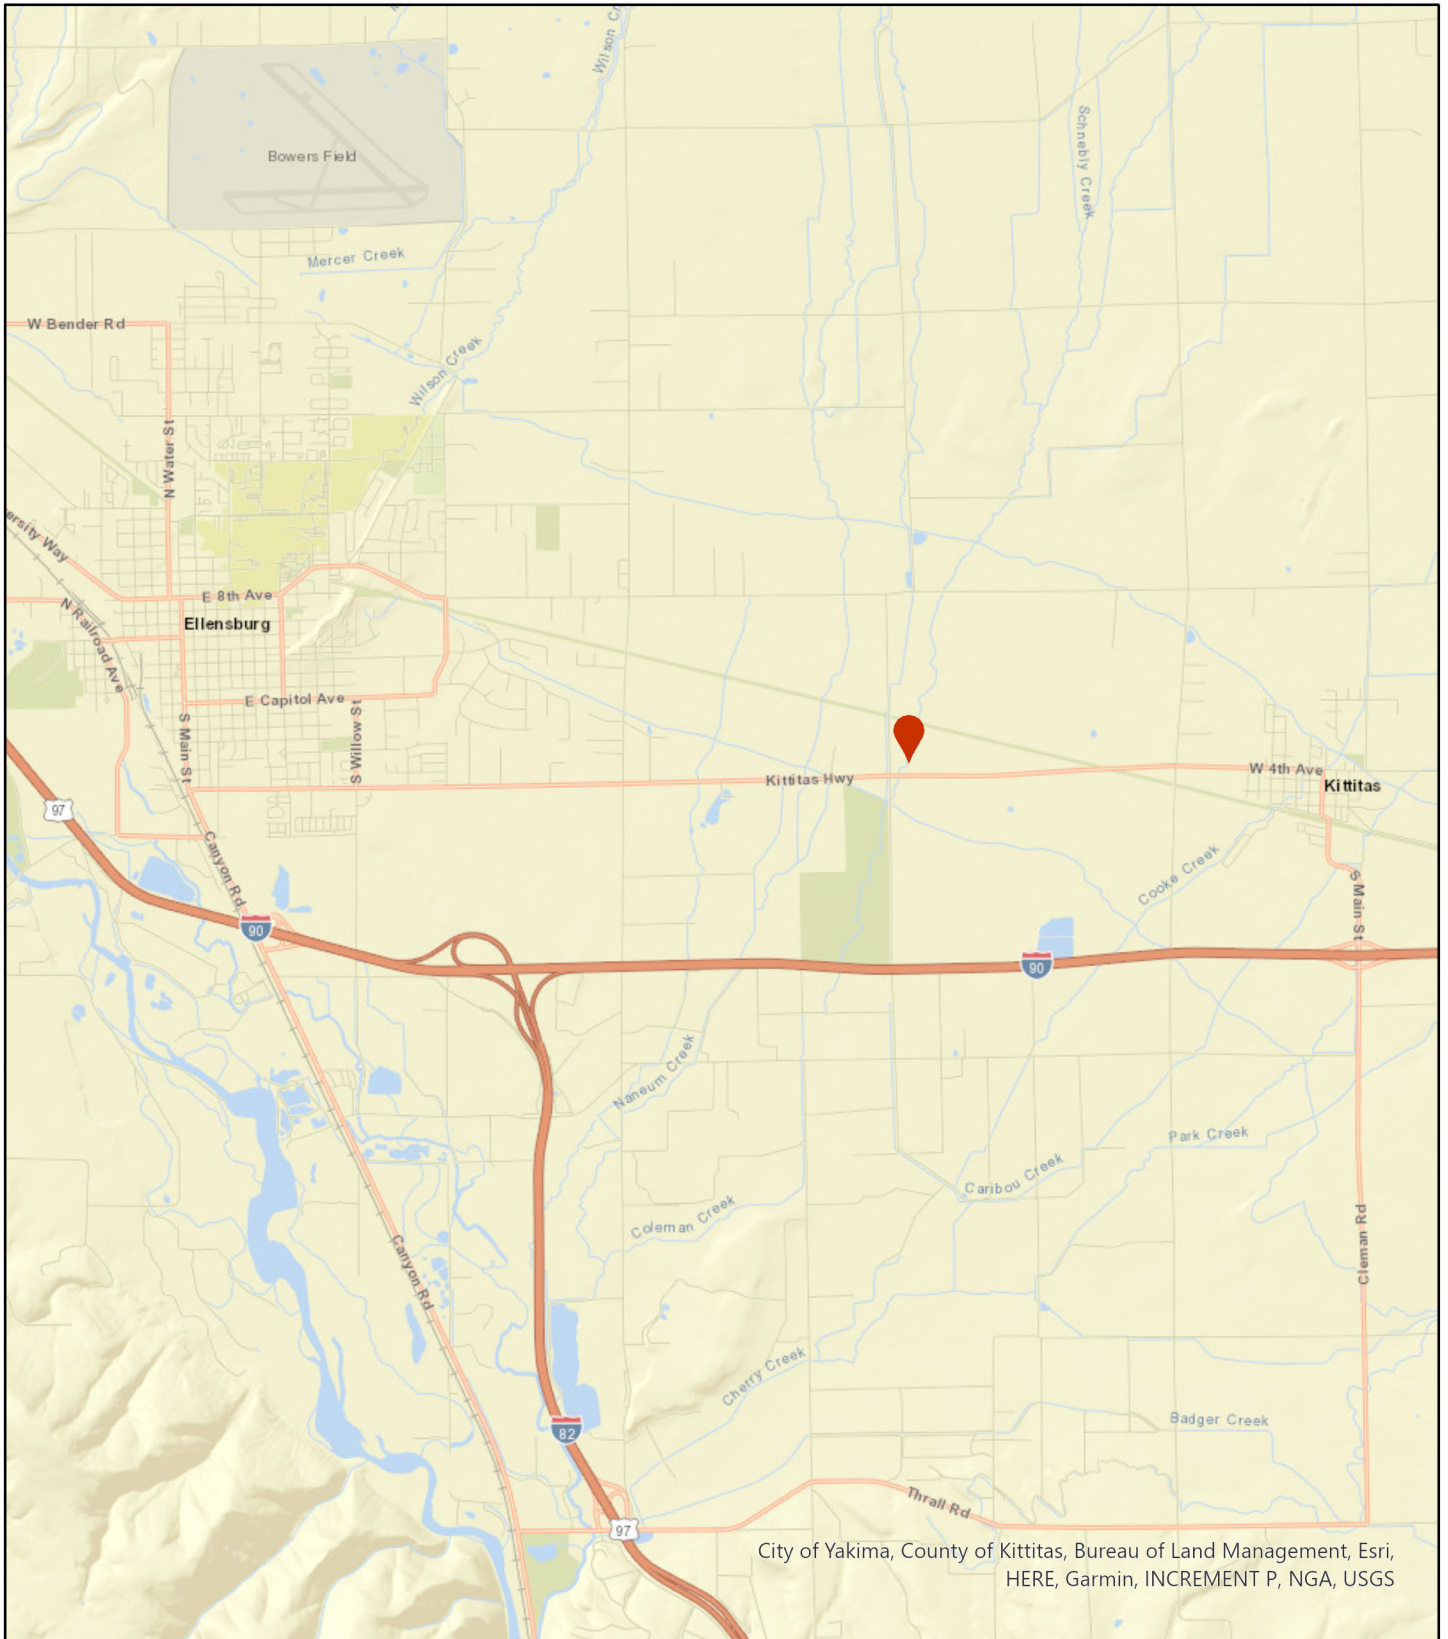 Wilson Cr
Bowers Field
Schnebly Creek
Mercer Creek
W Bender Rd
Wilson Creek
N Water St
ersity Way
E 8th Ave
N Railroad Ave
Ellensburg
E Capitol Ave
S Willow St
S Main St
Kittitas Hwy
W 4th Ave
Kittitas
97
Canyon Rd
Cooke Creek
S Main St
90
90
Naneum Creek
Park Creek
Caribou Creek
Coleman Creek
Canyon Rd
Cleman Rd
Cherry Creek
Badger Creek
82
Thrall Rd
97
City of Yakima, County of Kittitas, Bureau of Land Management, Esri,
HERE, Garmin, INCREMENT P, NGA, USGS